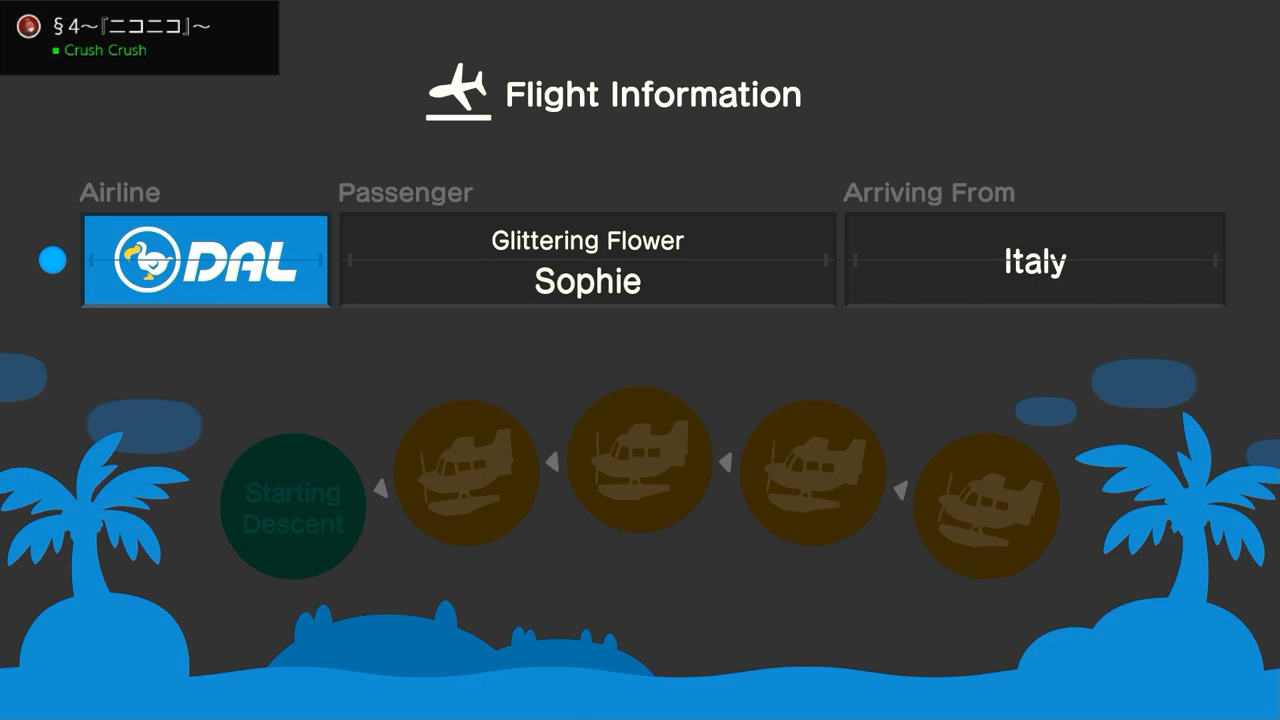 §4～『ニコニコ』～
Crush Crush
Flight Information
Airline
Passenger
Arriving From
DAL
Glittering Flower
Sophie
Italy
Starting
Descent